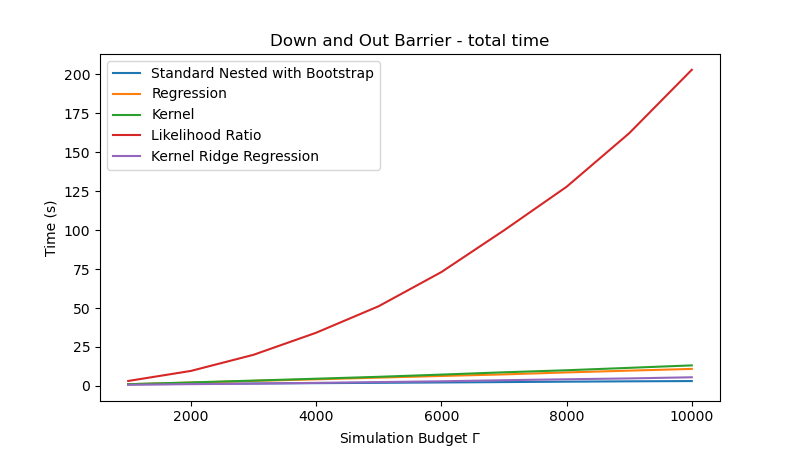 Down and Out Barrier - total time
Standard Nested with Bootstrap
Regression
Kernel
Likelihood Ratio
Kernel Ridge Regression
200
175
150
125
100
75
50
25
0
Time (s)
2000
4000
6000
8000
10000
Simulation Budget Γ